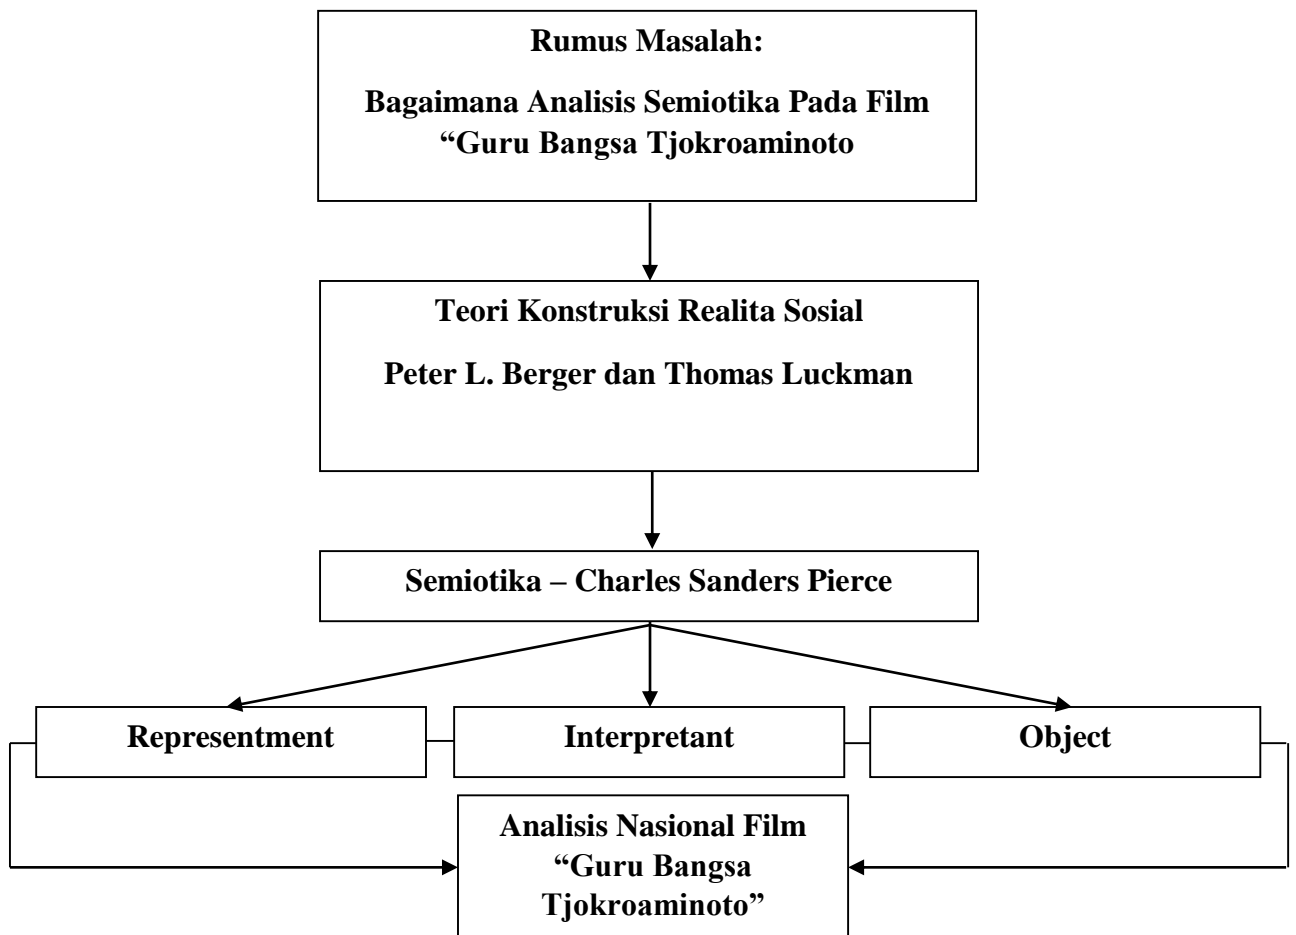 Rumus Masalah:
Bagaimana Analisis Semiotika Pada Film
“Guru Bangsa Tjokroaminoto
Teori Konstruksi Realita Sosial
Peter L. Berger dan Thomas Luckman
Semiotika – Charles Sanders Pierce
Representment
Interpretant
Object
Analisis Nasional Film
“Guru Bangsa
Tjokroaminoto”